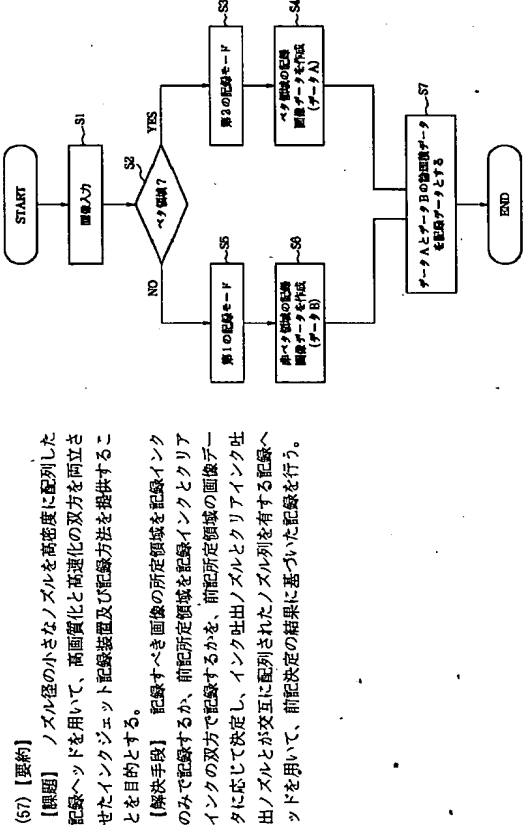 (57)【要約】
【課題】 ノズル径の小さなノズルを高密度に配列した
記録ヘッドを用いて、高画質化と高速化の双方を両立さ
せたインクジェット記録装置及び記録方法を提供するこ
とを目的とする。
【解決手段】 記録すべき画像の所定領域を記録インク
のみで記録するか、前記所定領域を記録インクとクリア
インクの双方で記録するかを、前記所定領域の画像デー
タに応じて決定し、インク吐出ノズルとクリアインク吐
出ノズルとが交互に配列されたノズル列を有する記録ヘ
ッドを用いて、前記決定の結果に基づいた記録を行う。
START
画像入力
S1
ベタ領域?
S2
NO
YES
第1の記録モード
S5
第2の記録モード
S3
非ベタ領域の記録
画像データを作成
(データB)
S6
ベタ領域の記録
画像データを作成
(データA)
S4
データAとデータBの論理積データ
を記録データとする
S7
END